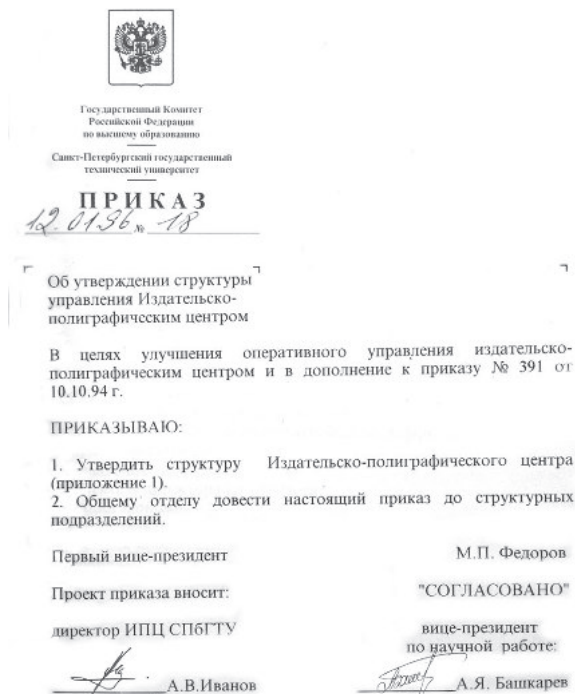 Государственный Комитет
Российской Федерации
по высшему образованию
Санкт-Петербургский государственный
технический университет
ПРИКАЗ
12.01.96 № 18
Об утверждении структуры
управления Издательско-
полиграфическим центром
В целях улучшения оперативного управления издательско-
полиграфическим центром и в дополнение к приказу № 391 от
10.10.94 г.
ПРИКАЗЫВАЮ:
1. Утвердить структуру Издательско-полиграфического центра
(приложение 1).
2. Общему отделу довести настоящий приказ до структурных
подразделений.
Первый вице-президент М.П. Федоров
Проект приказа вносит: "СОГЛАСОВАНО"
директор ИПЦ СПбГТУ вице-президент
по научной работе:
А.В.Иванов А.Я. Башкарев